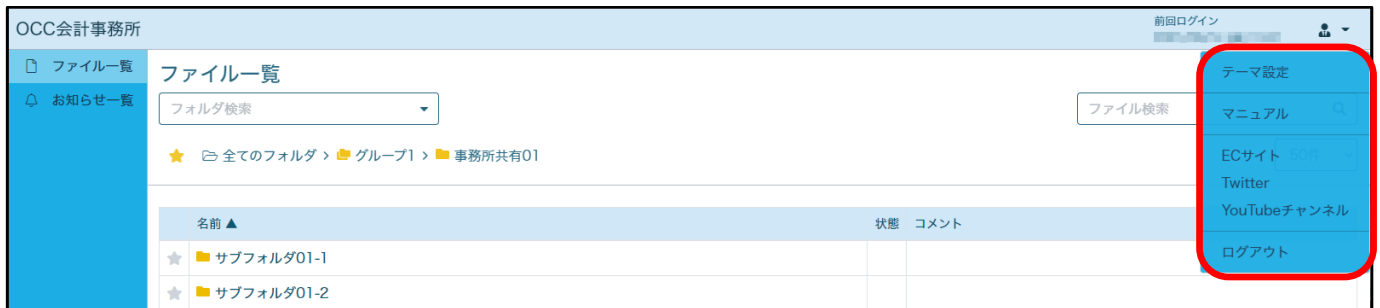 OCC会計事務所
前回ログイン
ファイル一覧
お知らせ一覧
ファイル一覧
フォルダ検索
ファイル検索
全てのフォルダ > グループ1 > 事務所共有01
50件
テーマ設定
マニュアル
ECサイト
Twitter
YouTubeチャンネル
ログアウト
名前▲ 状態 コメント
サブフォルダ01-1
サブフォルダ01-2